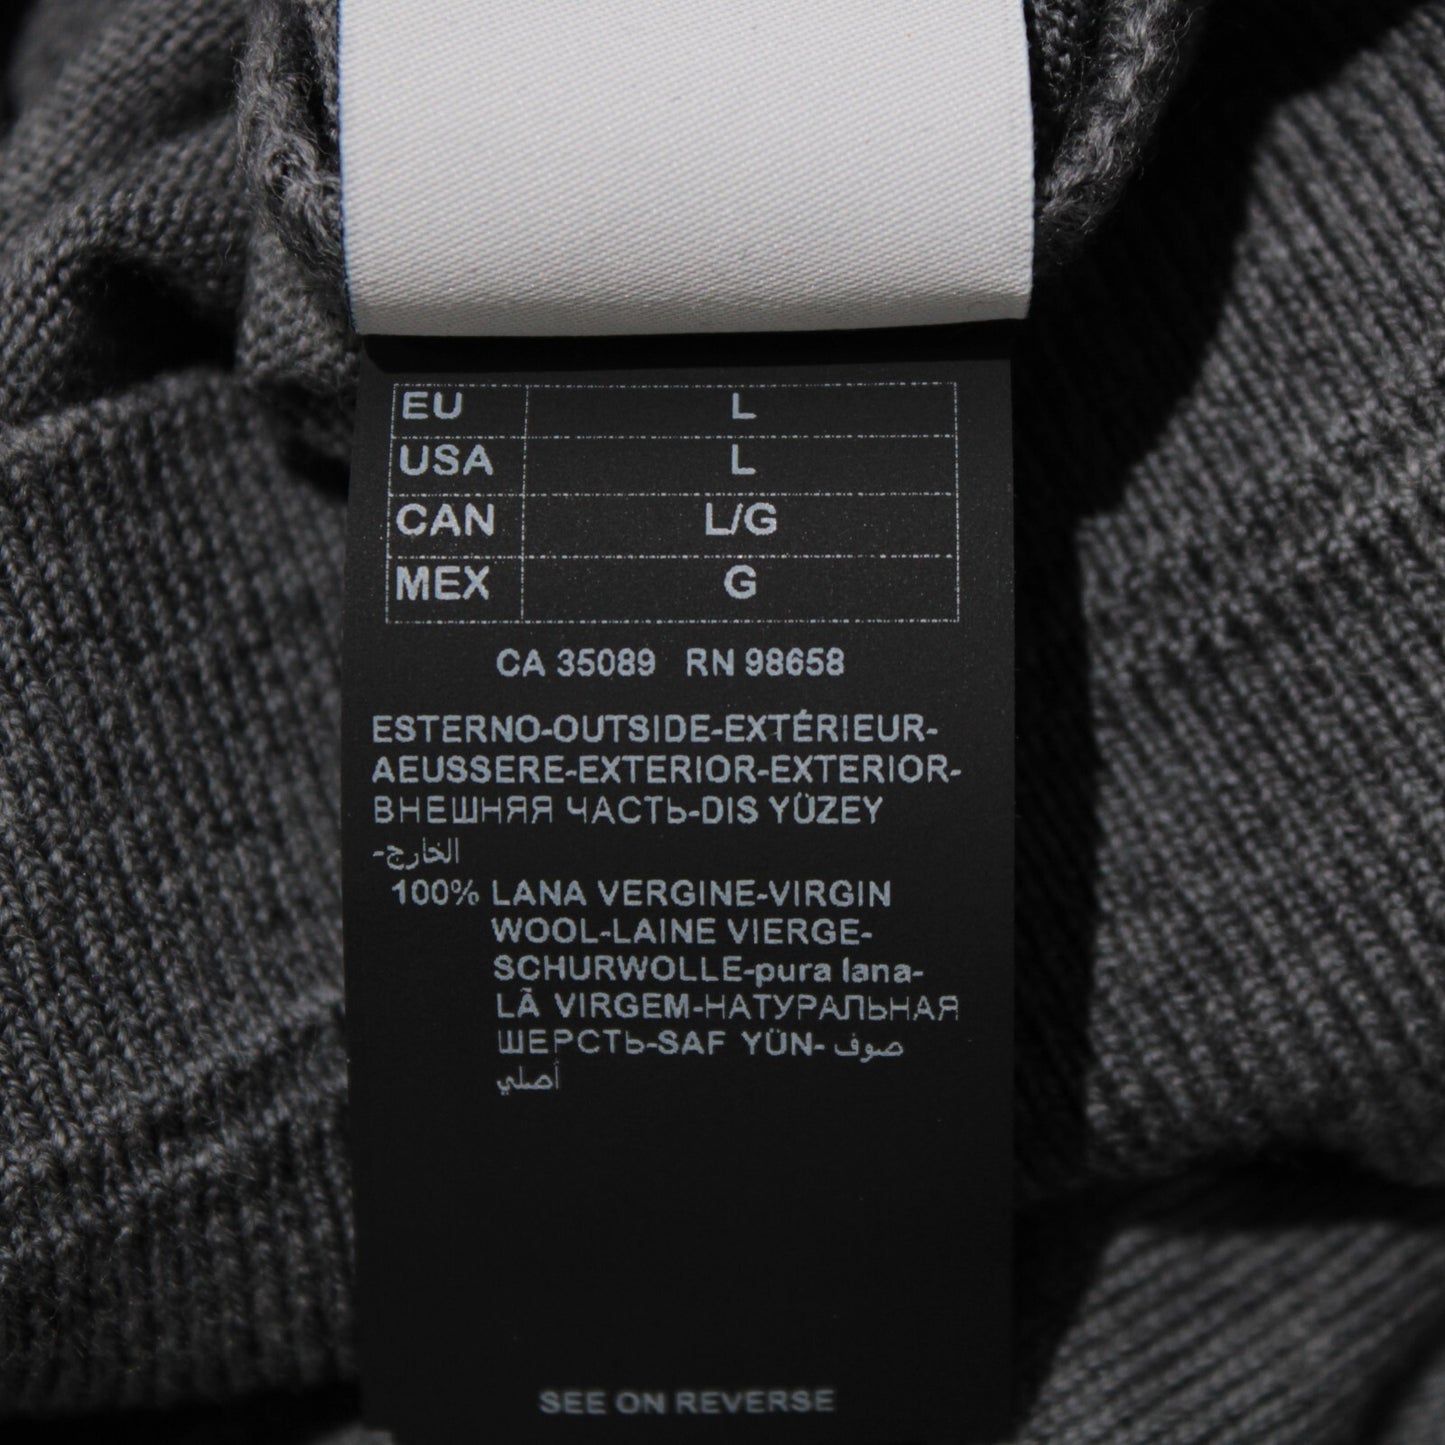 EU L
USA L
CAN L/G
MEX G
CA 35089 RN 98658
ESTERNO-OUTSIDE-EXTÉRIEUR-
AEUSSERE-EXTERIOR-EXTERIOR-
ВНЕШНЯЯ ЧАСТЬ-DIS YÜZEY
-الخارج
100% LANA VERGINE-VIRGIN
WOOL-LAINE VIERGE-
SCHURWOLLE-pura lana-
LÃ VIRGEM-НАТУРАЛЬНАЯ
ШЕРСТЬ-SAF YÜN- صوف
أصلي
SEE ON REVERSE